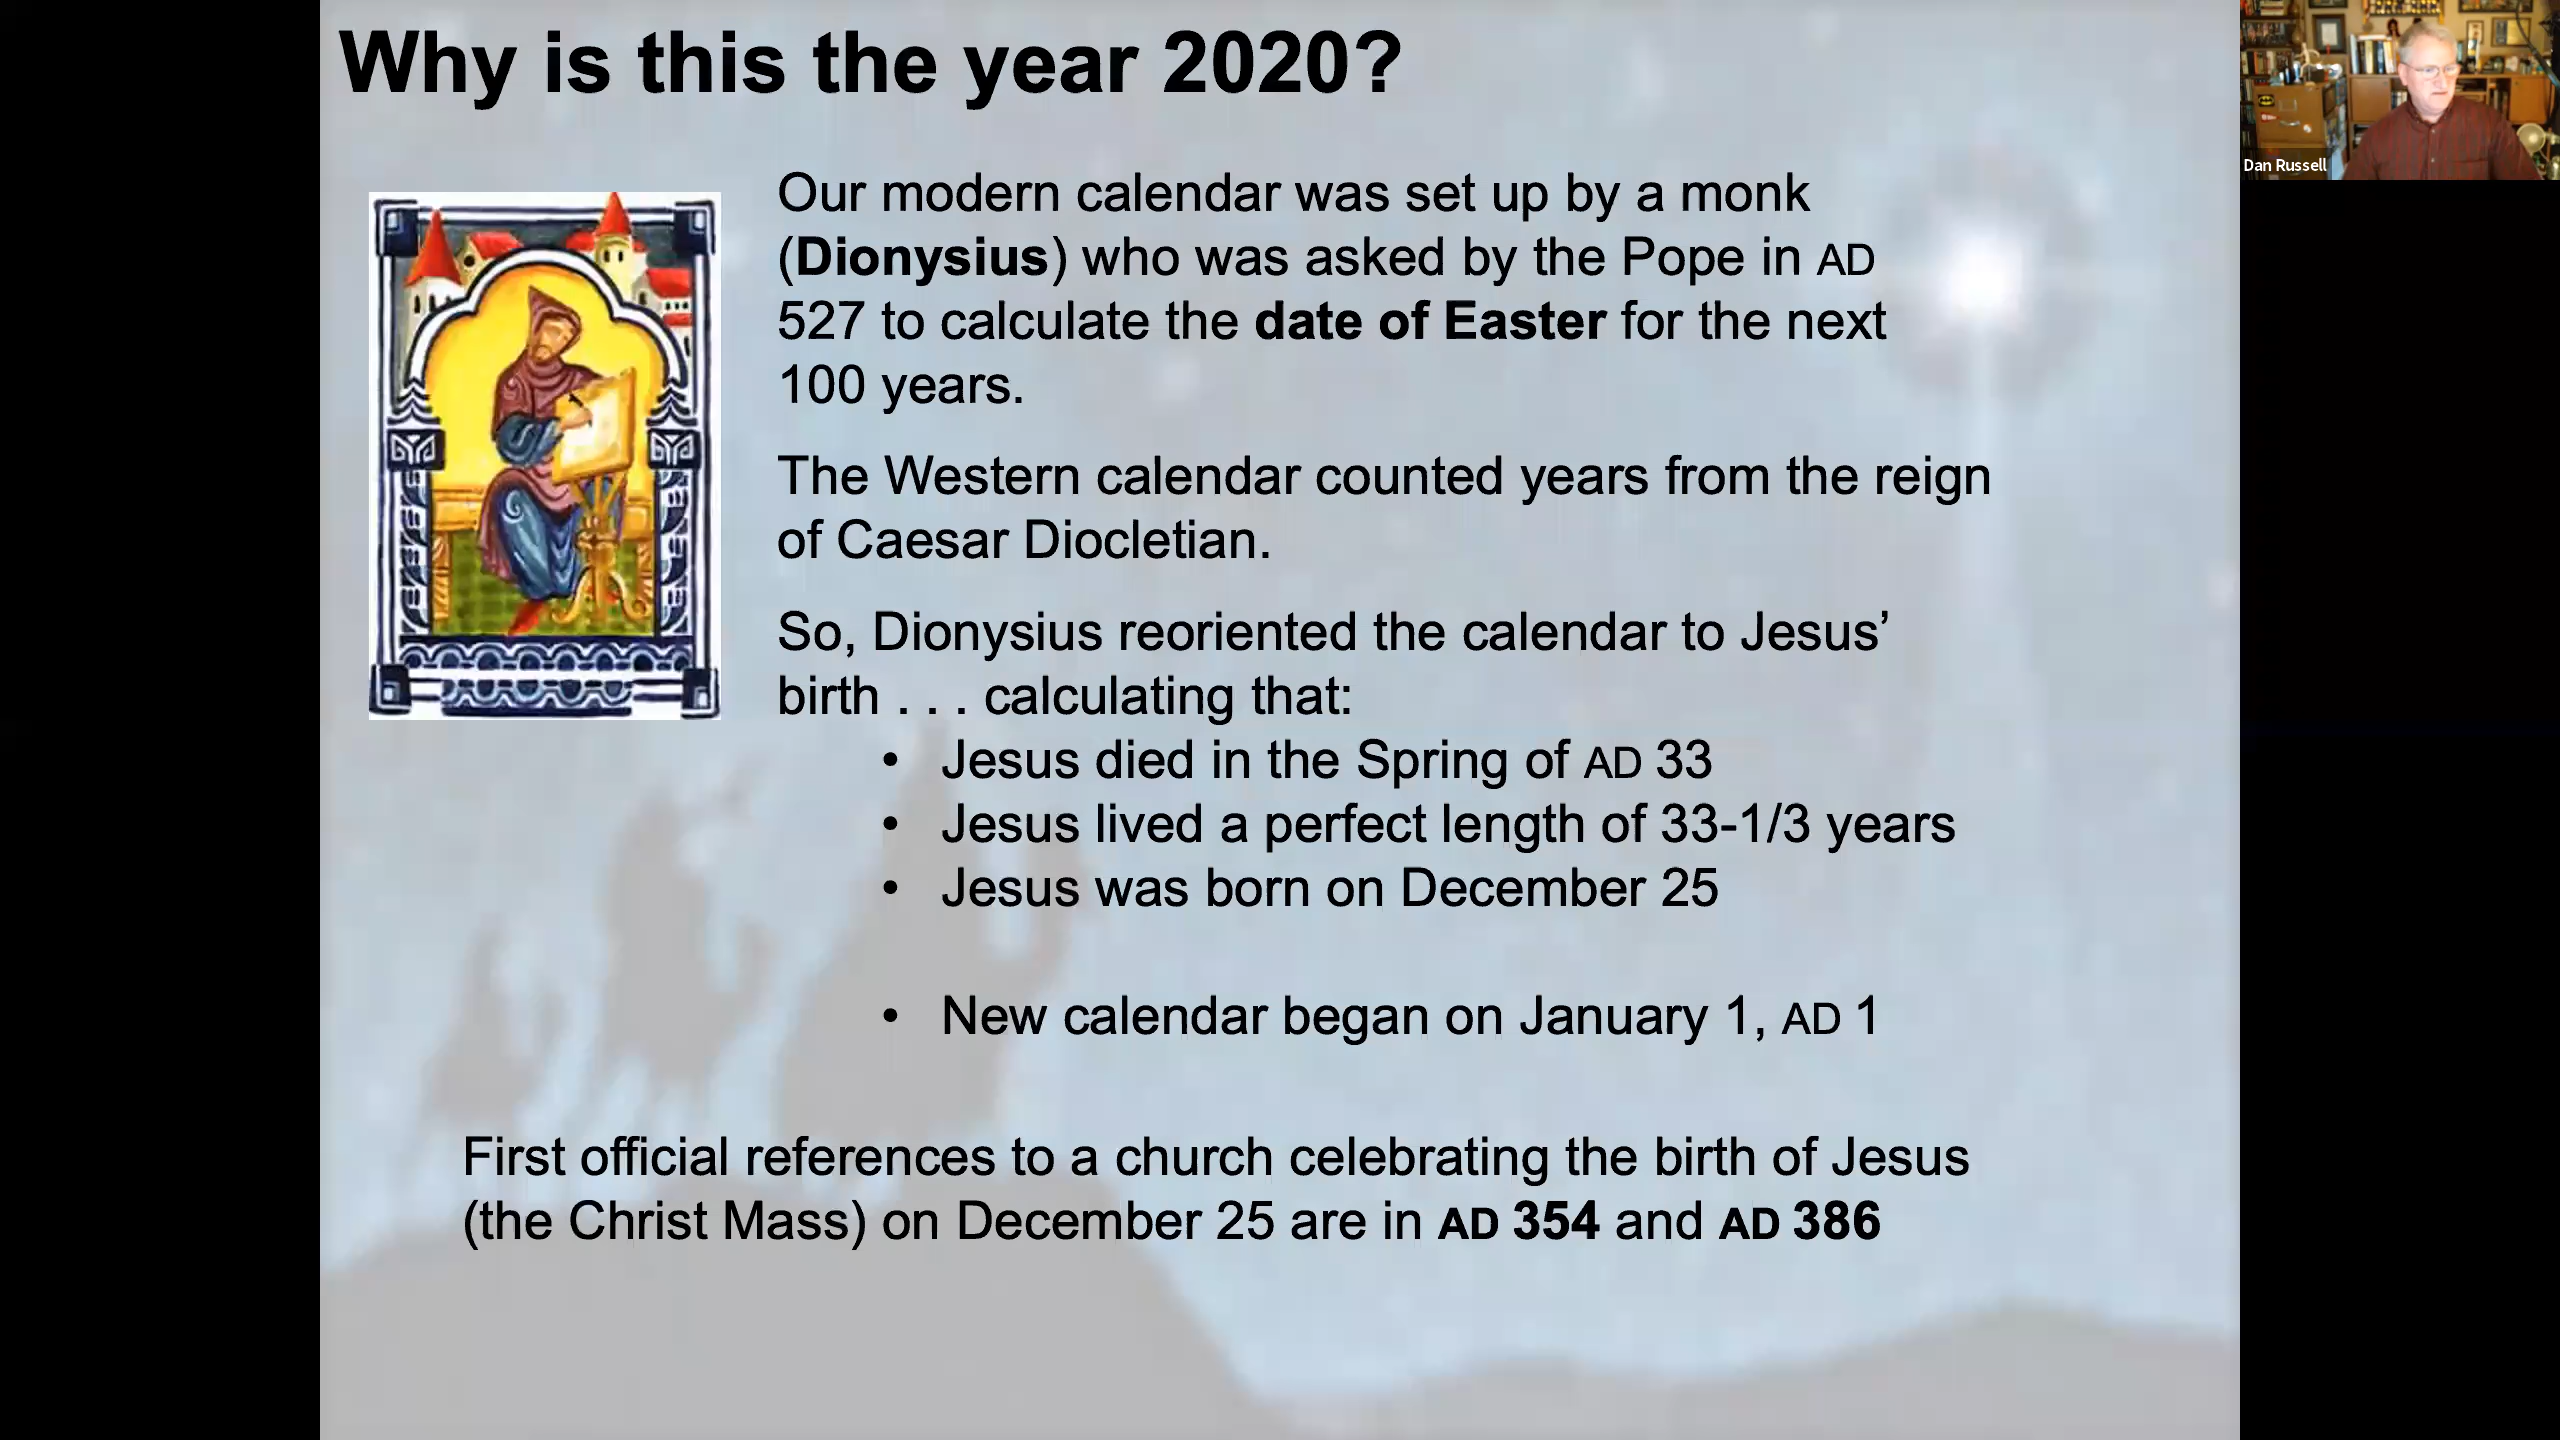 Why is this the year 2020?
Our modern calendar was set up by a monk
(Dionysius) who was asked by the Pope in AD
527 to calculate the date of Easter for the next
100 years.
The Western calendar counted years from the reign
of Caesar Diocletian.
So, Dionysius reoriented the calendar to Jesus’
birth . . . calculating that:
• Jesus died in the Spring of AD 33
• Jesus lived a perfect length of 33-1/3 years
• Jesus was born on December 25
• New calendar began on January 1, AD 1
First official references to a church celebrating the birth of Jesus
(the Christ Mass) on December 25 are in AD 354 and AD 386
Dan Russell